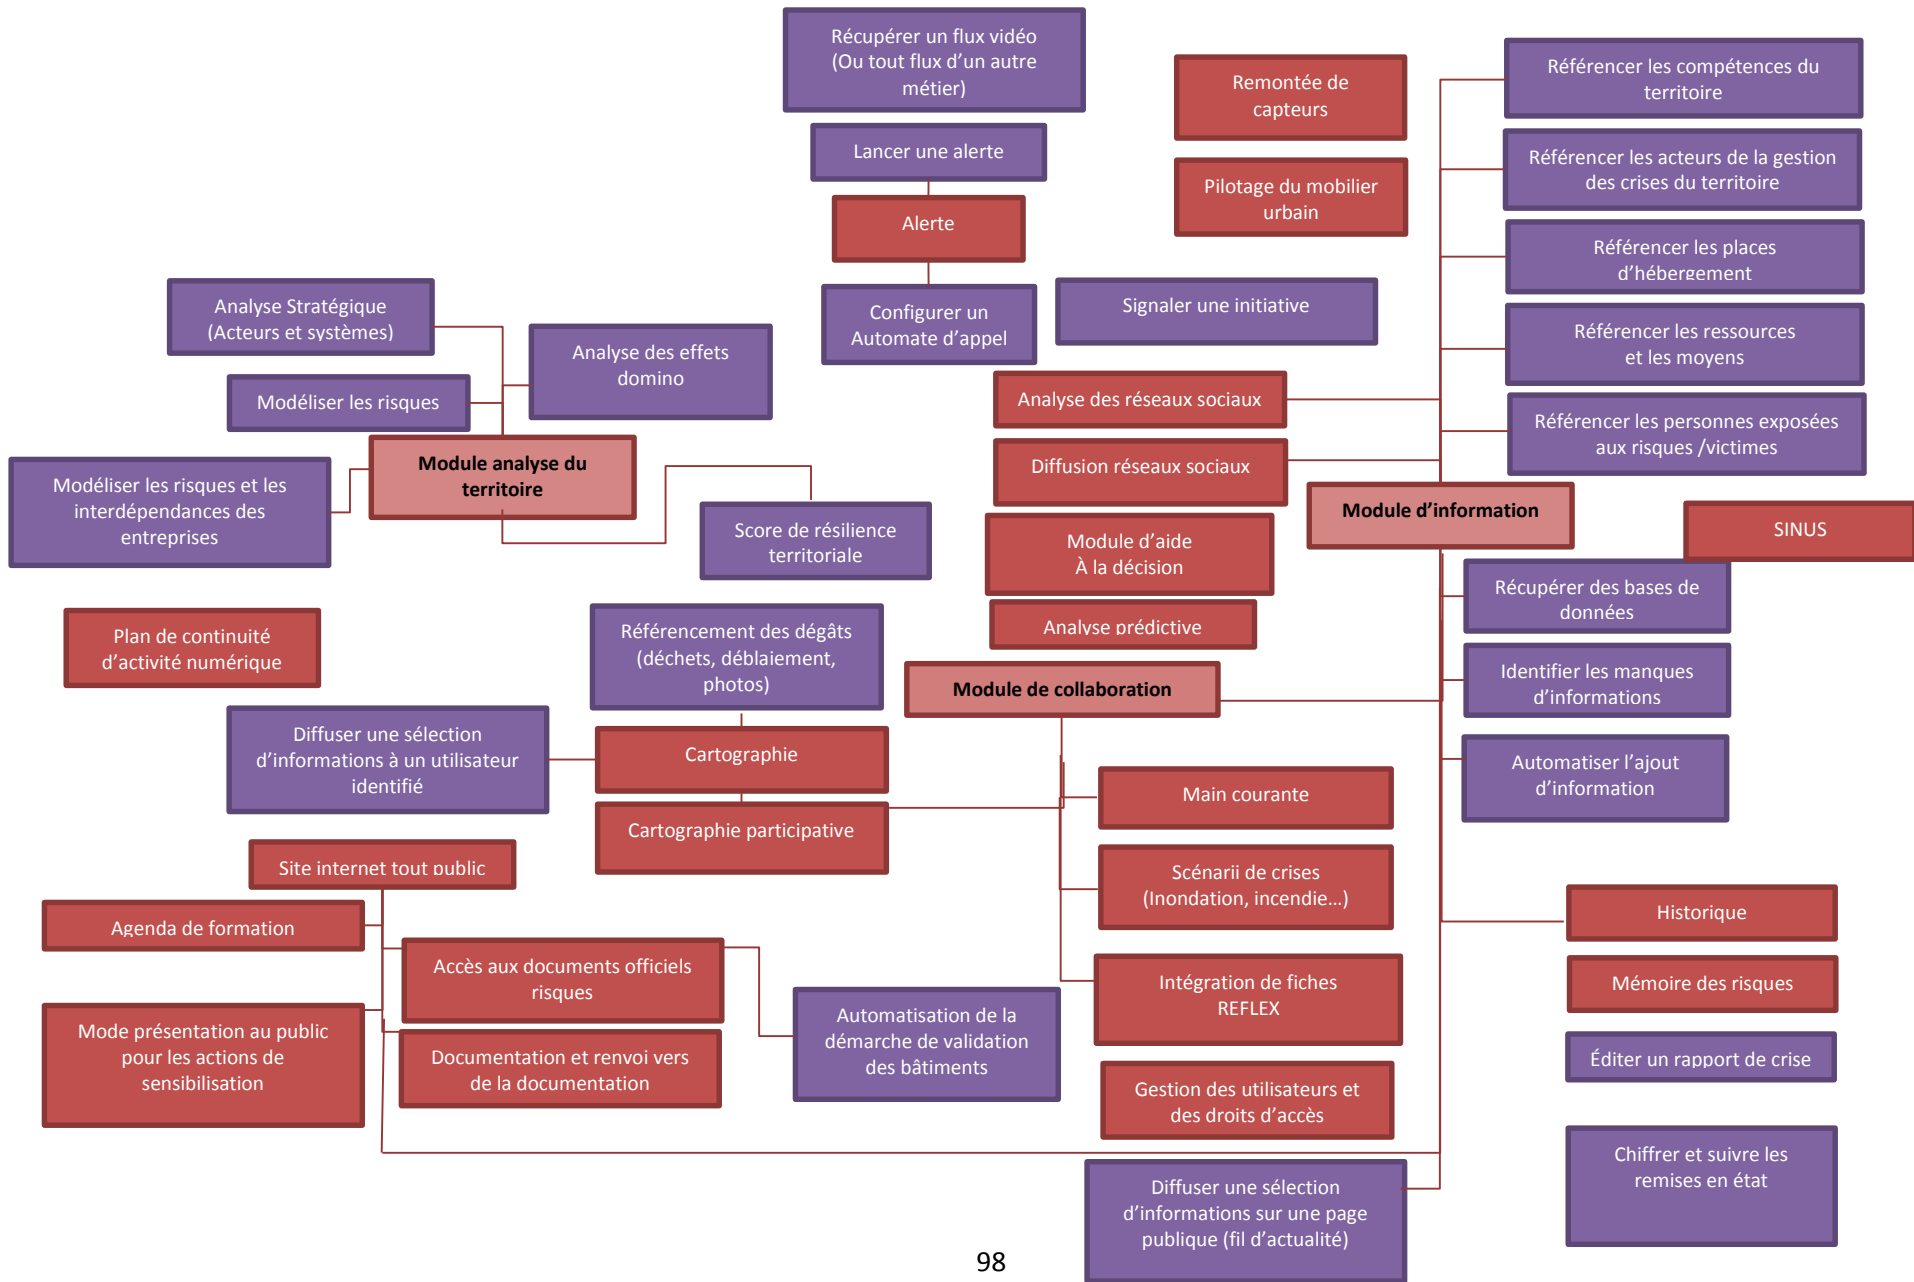 Récupérer un flux vidéo
(Ou tout flux d’un autre
métier)
Lancer une alerte
Alerte
Configurer un
Automate d’appel
Remontée de
capteurs
Pilotage du mobilier
urbain
Signaler une initiative
Référencer les compétences du
territoire
Référencer les acteurs de la gestion
des crises du territoire
Référencer les places
d’hébergement
Référencer les ressources
et les moyens
Référencer les personnes exposées
aux risques /victimes
Analyse Stratégique
(Acteurs et systèmes)
Analyse des effets
domino
Modéliser les risques
Module analyse du
territoire
Modéliser les risques et les
interdépendances des
entreprises
Score de résilience
territoriale
Analyse des réseaux sociaux
Diffusion réseaux sociaux
Module d’aide
À la décision
Analyse prédictive
Module d’information
SINUS
Récupérer des bases de
données
Identifier les manques
d’informations
Automatiser l’ajout
d’information
Plan de continuité
d’activité numérique
Référencement des dégâts
(déchets, déblaiement,
photos)
Module de collaboration
Diffuser une sélection
d’informations à un utilisateur
identifié
Cartographie
Cartographie participative
Main courante
Scénarii de crises
(Inondation, incendie…)
Intégration de fiches
REFLEX
Gestion des utilisateurs et
des droits d’accès
Site internet tout public
Agenda de formation
Accès aux documents officiels
risques
Mode présentation au public
pour les actions de
sensibilisation
Documentation et renvoi vers
de la documentation
Automatisation de la
démarche de validation
des bâtiments
Historique
Mémoire des risques
Éditer un rapport de crise
Chiffrer et suivre les
remises en état
Diffuser une sélection
d’informations sur une page
publique (fil d’actualité)
98